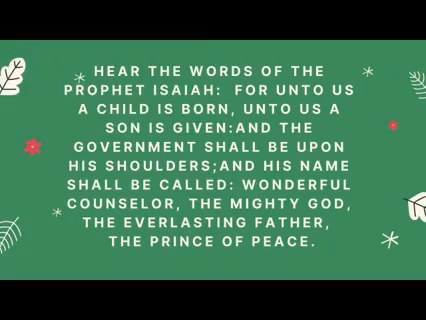 HEAR THE WORDS OF THE
PROPHET ISAIAH: FOR UNTO US
A CHILD IS BORN, UNTO US A
SON IS GIVEN:AND THE
GOVERNMENT SHALL BE UPON
HIS SHOULDERS;AND HIS NAME
SHALL BE CALLED: WONDERFUL
COUNSELOR, THE MIGHTY GOD,
THE EVERLASTING FATHER,
THE PRINCE OF PEACE.